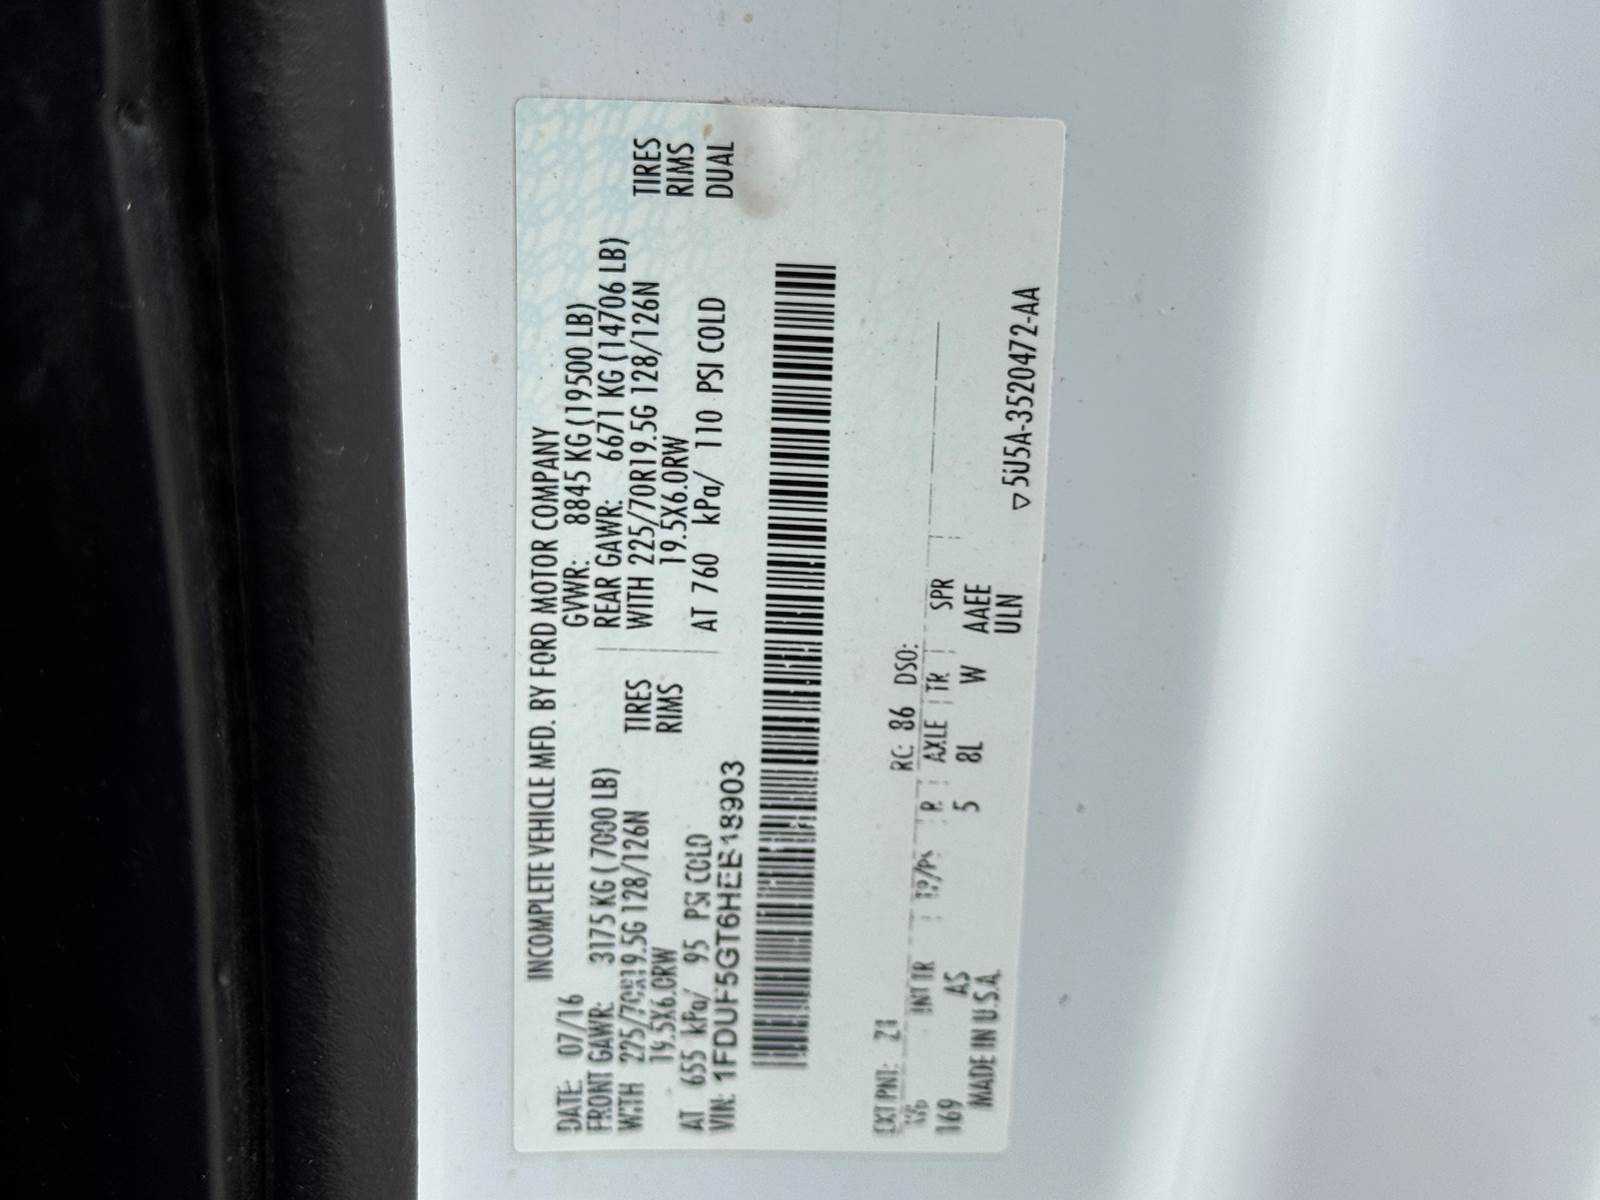 INCOMPLETE VEHICLE MFD. BY FORD MOTOR COMPANY
DATE: 07/16 GVWR: 8845 KG (19500 LB)
FRONT GAWR: 3175 KG (7000 LB) REAR GAWR: 6671 KG (14706 LB)
WITH 225/70R19.5G 128/126N TIRES WITH 225/70R19.5G 128/126N TIRES
19.5X6.0RW RIMS 19.5X6.0RW RIMS
AT 655 kPa/ 95 PSI COLD AT 760 kPa/ 110 PSI COLD DUAL
VIN: 1FDUF5GT6HEE18903
EXT PNT: Z1 RC: 86 DSO:
WB INT TR TP/PS R AXLE TR SPR
169 AS 5 8L W AAEE
MADE IN U.S.A. ULN
▽5U5A-3520472-AA